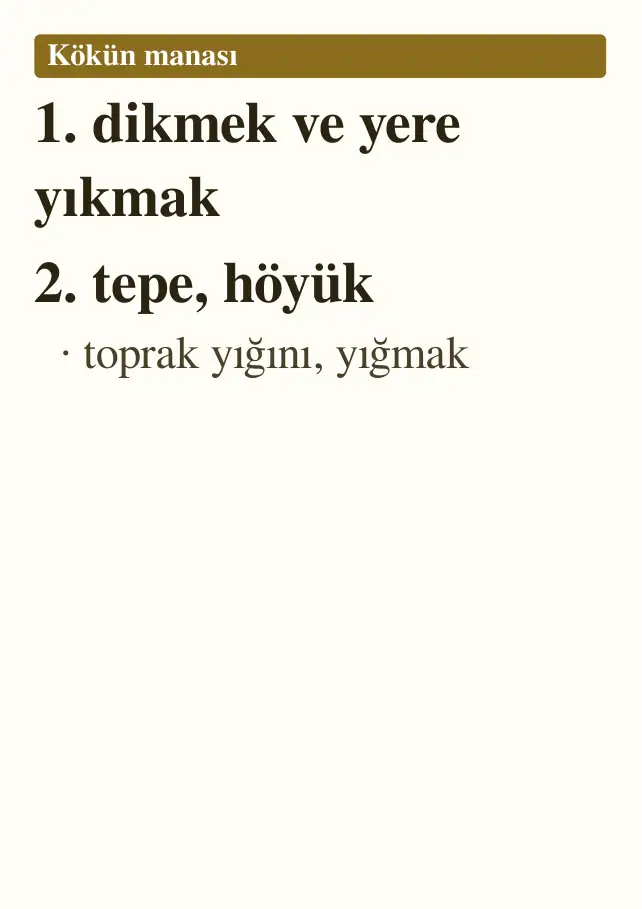 Kökün manası
1. dikmek ve yere
yıkmak
2. tepe, höyük
· toprak yığını, yığmak